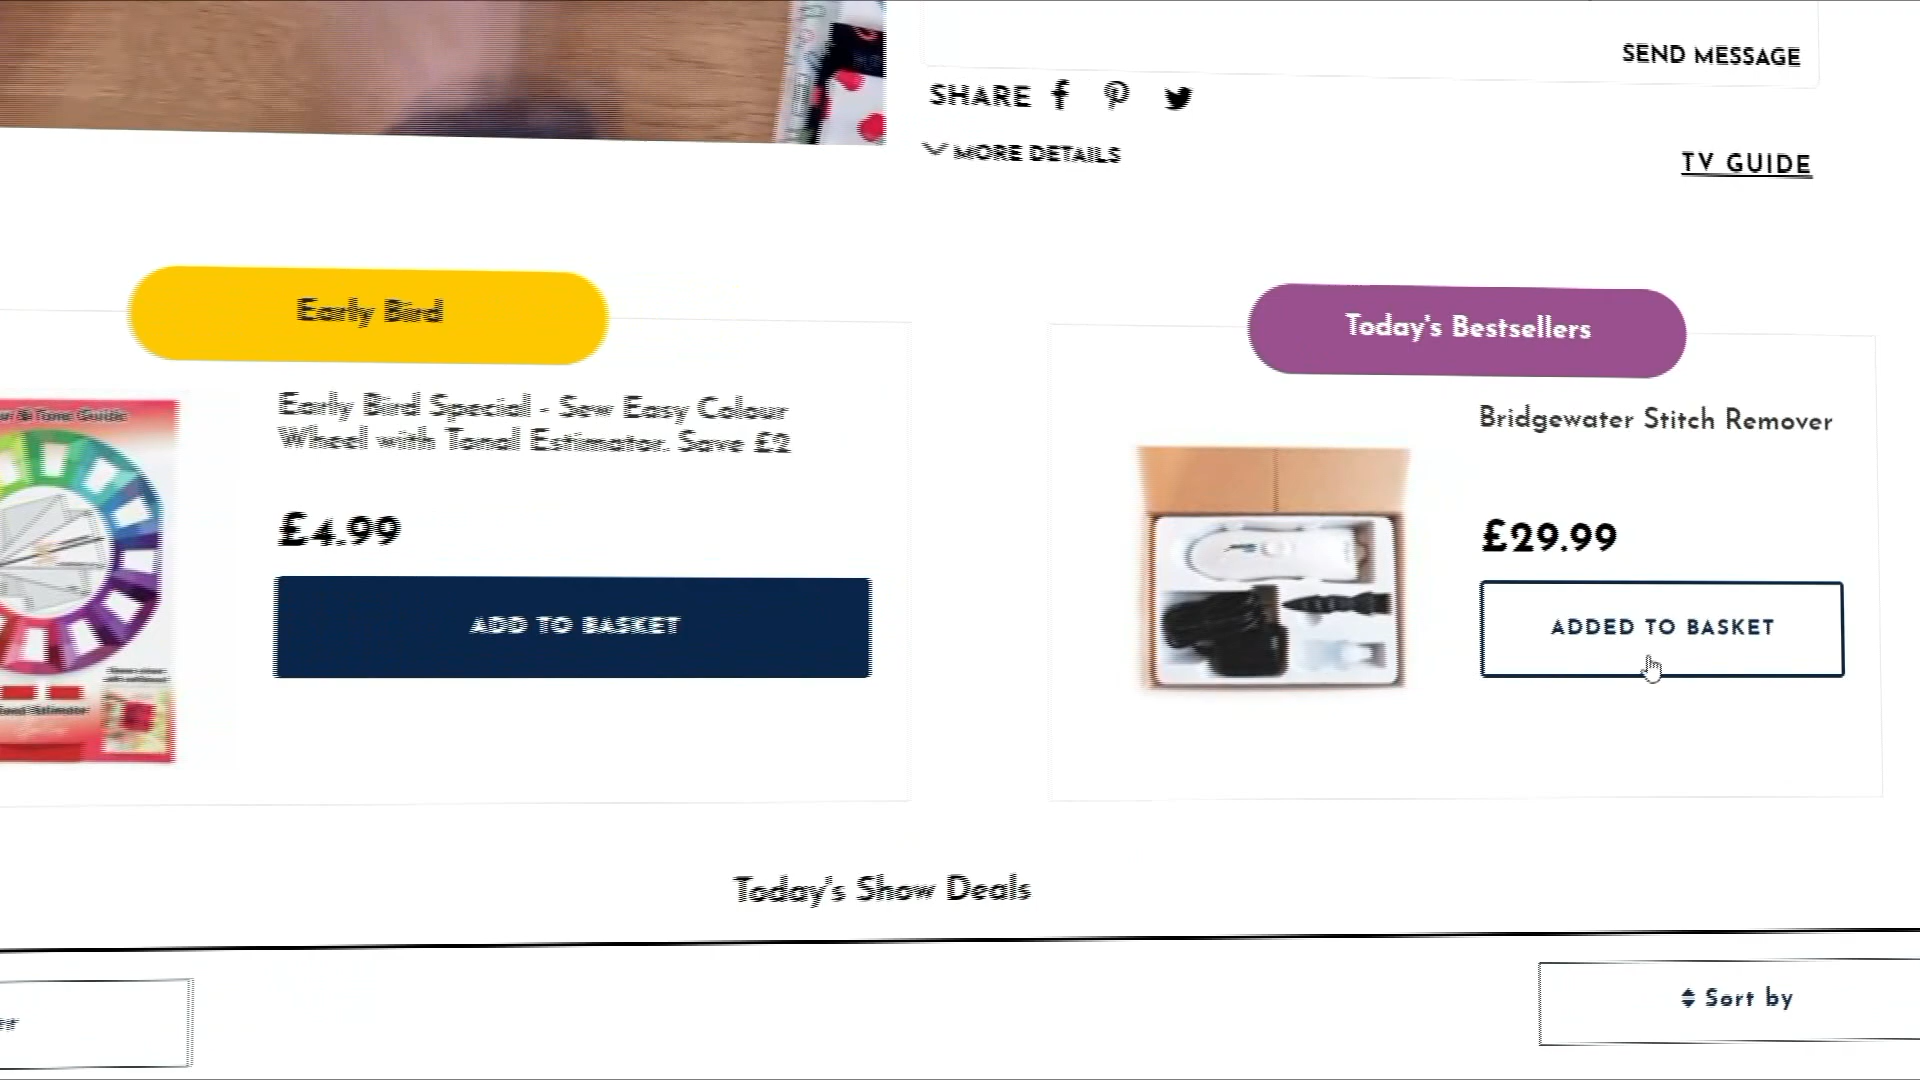 SEND MESSAGE
SHARE
MORE DETAILS
TV GUIDE
Early Bird
Today's Bestsellers
Early Bird Special - Sew Easy Colour
Wheel with Tonal Estimator. Save £2
£4.99
ADD TO BASKET
Bridgewater Stitch Remover
£29.99
ADDED TO BASKET
Tone Guide
Today's Show Deals
Sort by